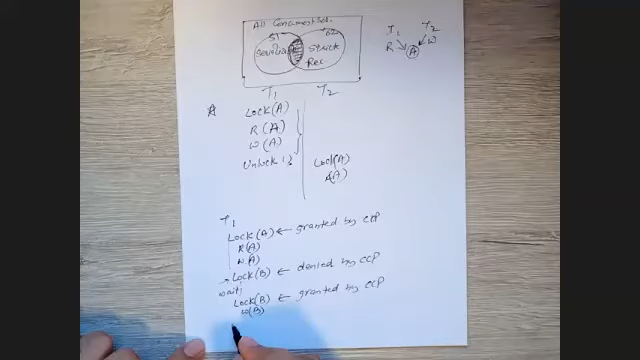 All Concurrent Sch.
S1 S2
Serializable Strict
Rec
T1 T2
R A W
T1 T2
A Lock(A)
R(A)
W(A)
Unlock Lock(A)
R(A)
T1
Lock(A) ← granted by CCP
R(A)
W(A)
→ Lock(B) ← denied by CCP
wait
Lock(B) ← granted by CCP
W(B)